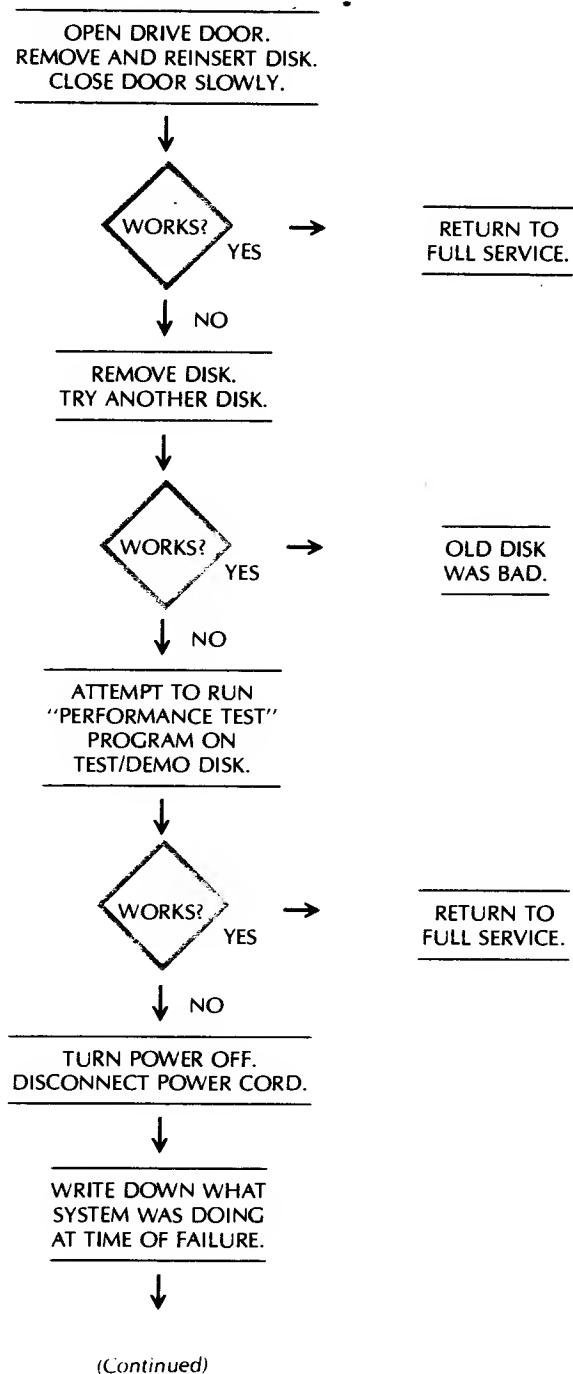 OPEN DRIVE DOOR.
REMOVE AND REINSERT DISK.
CLOSE DOOR SLOWLY.
WORKS?
YES
RETURN TO
FULL SERVICE.
NO
REMOVE DISK.
TRY ANOTHER DISK.
WORKS?
YES
OLD DISK
WAS BAD.
NO
ATTEMPT TO RUN
"PERFORMANCE TEST"
PROGRAM ON
TEST/DEMO DISK.
WORKS?
YES
RETURN TO
FULL SERVICE.
NO
TURN POWER OFF.
DISCONNECT POWER CORD.
WRITE DOWN WHAT
SYSTEM WAS DOING
AT TIME OF FAILURE.
(Continued)